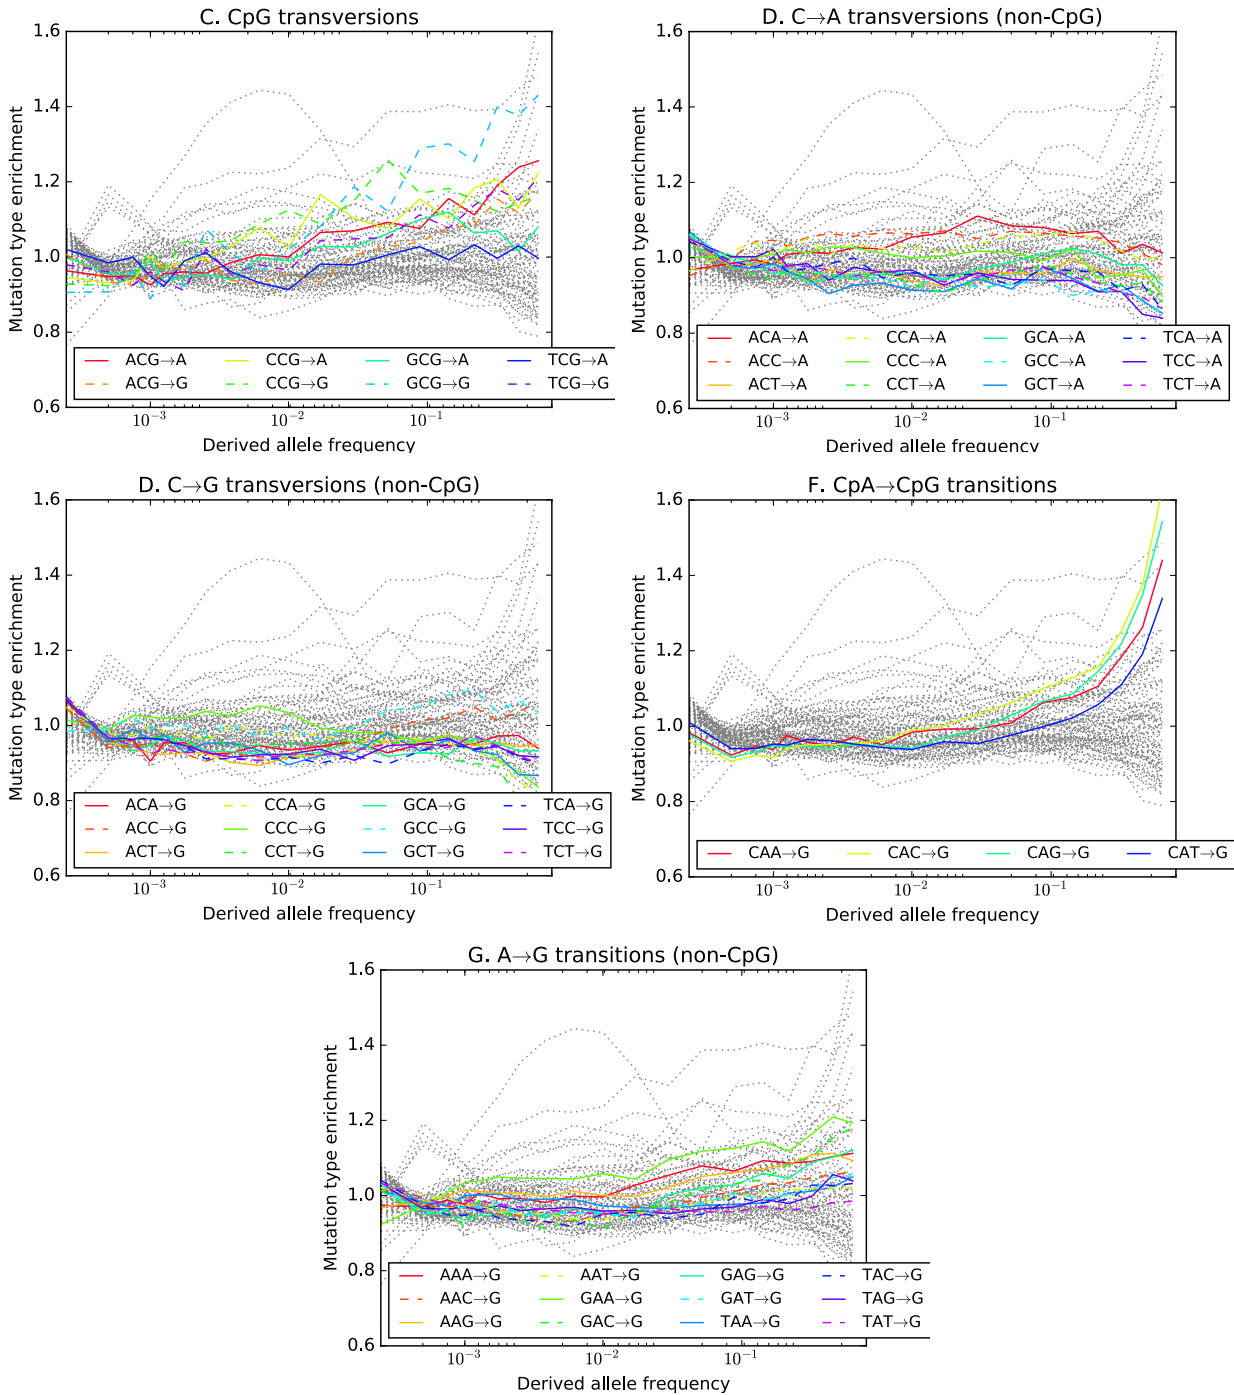 C. CpG transversions
Mutation type enrichment
1.6
1.4
1.2
1.0
0.8
0.6
ACG→A CCG→A GCG→A TCG→A
ACG→G CCG→G GCG→G TCG→G
10⁻³ 10⁻² 10⁻¹
Derived allele frequency
D. C→A transversions (non-CpG)
Mutation type enrichment
1.6
1.4
1.2
1.0
0.8
0.6
ACA→A CCA→A GCA→A TCA→A
ACC→A CCC→A GCC→A TCC→A
ACT→A CCT→A GCT→A TCT→A
10⁻³ 10⁻² 10⁻¹
Derived allele frequency
D. C→G transversions (non-CpG)
Mutation type enrichment
1.6
1.4
1.2
1.0
0.8
0.6
ACA→G CCA→G GCA→G TCA→G
ACC→G CCC→G GCC→G TCC→G
ACT→G CCT→G GCT→G TCT→G
10⁻³ 10⁻² 10⁻¹
Derived allele frequency
F. CpA→CpG transitions
Mutation type enrichment
1.6
1.4
1.2
1.0
0.8
0.6
CAA→G CAC→G CAG→G CAT→G
10⁻³ 10⁻² 10⁻¹
Derived allele frequency
G. A→G transitions (non-CpG)
Mutation type enrichment
1.6
1.4
1.2
1.0
0.8
0.6
AAA→G AAT→G GAG→G TAC→G
AAC→G GAA→G GAT→G TAG→G
AAG→G GAC→G TAA→G TAT→G
10⁻³ 10⁻² 10⁻¹
Derived allele frequency